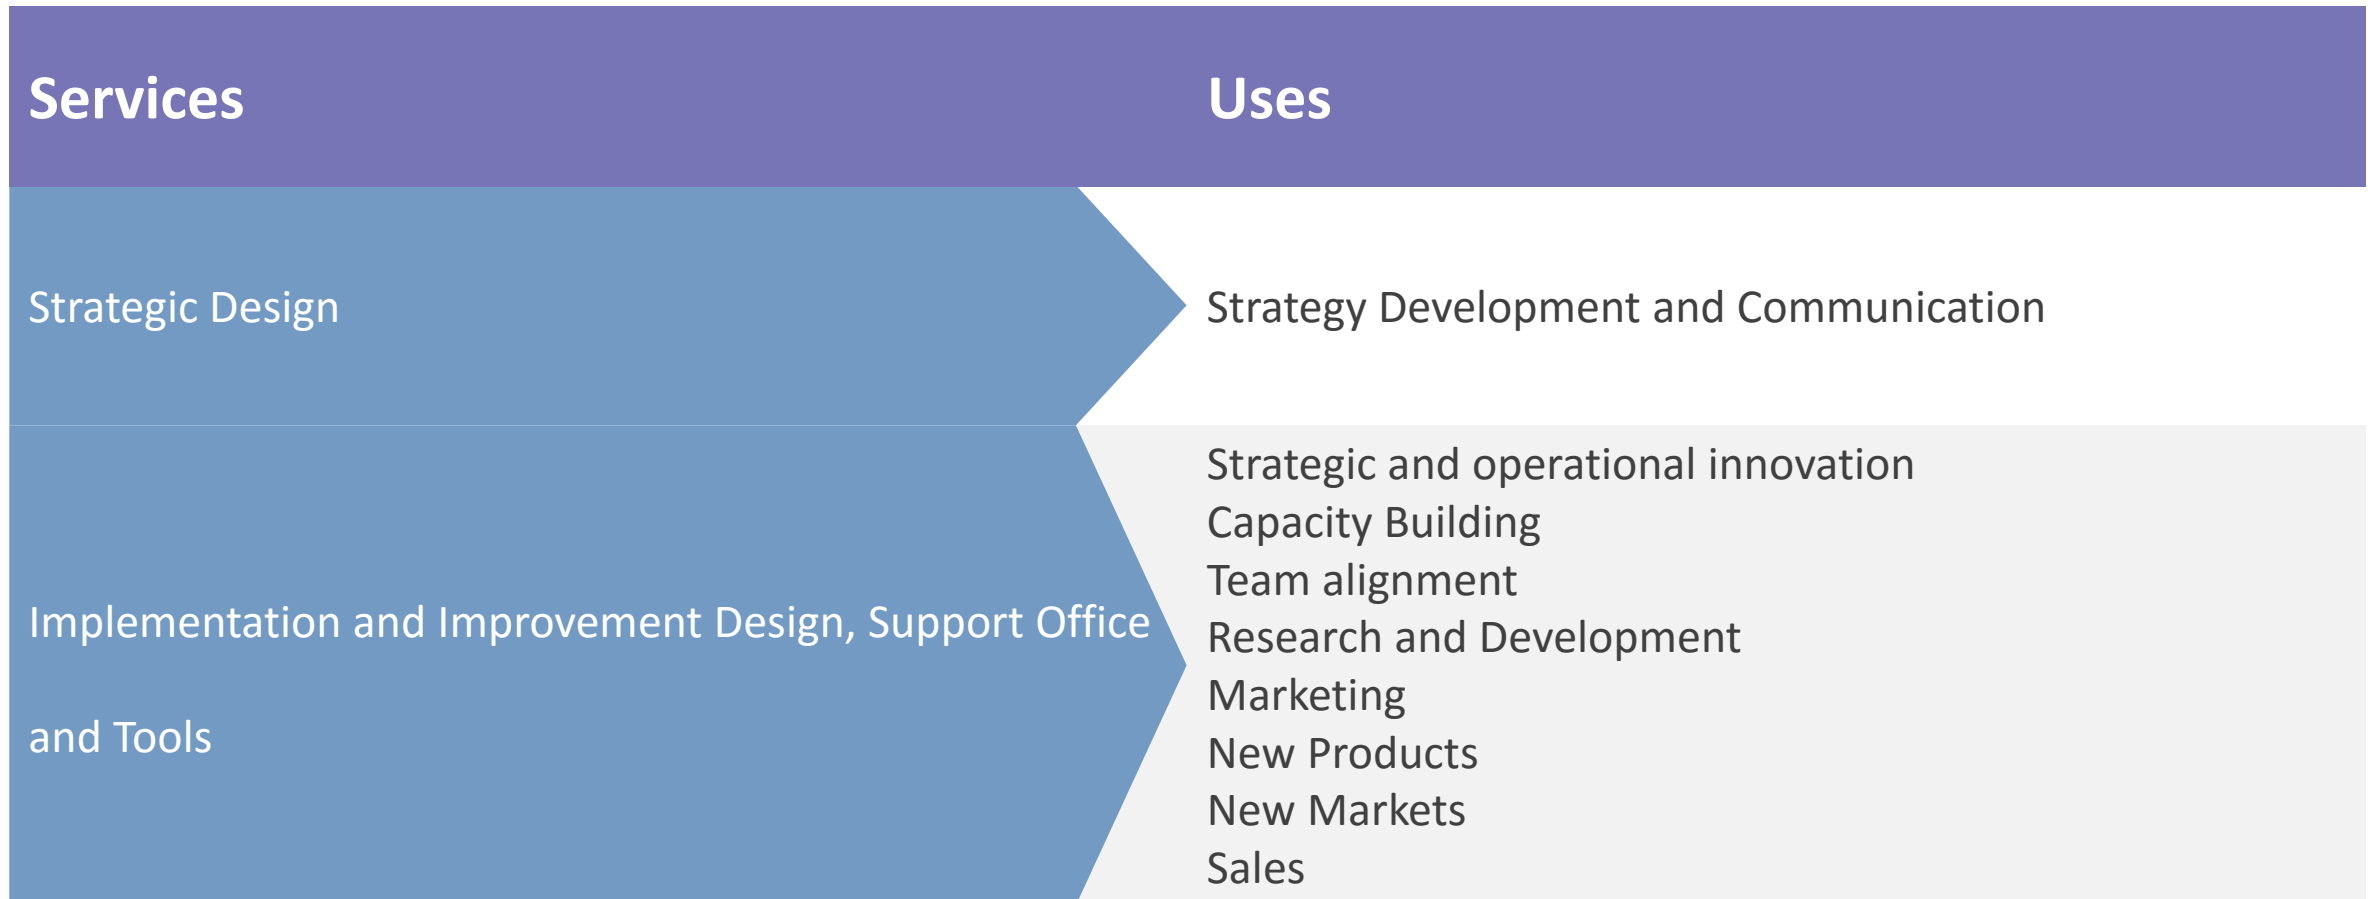 Services
Uses
Strategic Design
Strategy Development and Communication
Implementation and Improvement Design, Support Office
and Tools
Strategic and operational innovation
Capacity Building
Team alignment
Research and Development
Marketing
New Products
New Markets
Sales